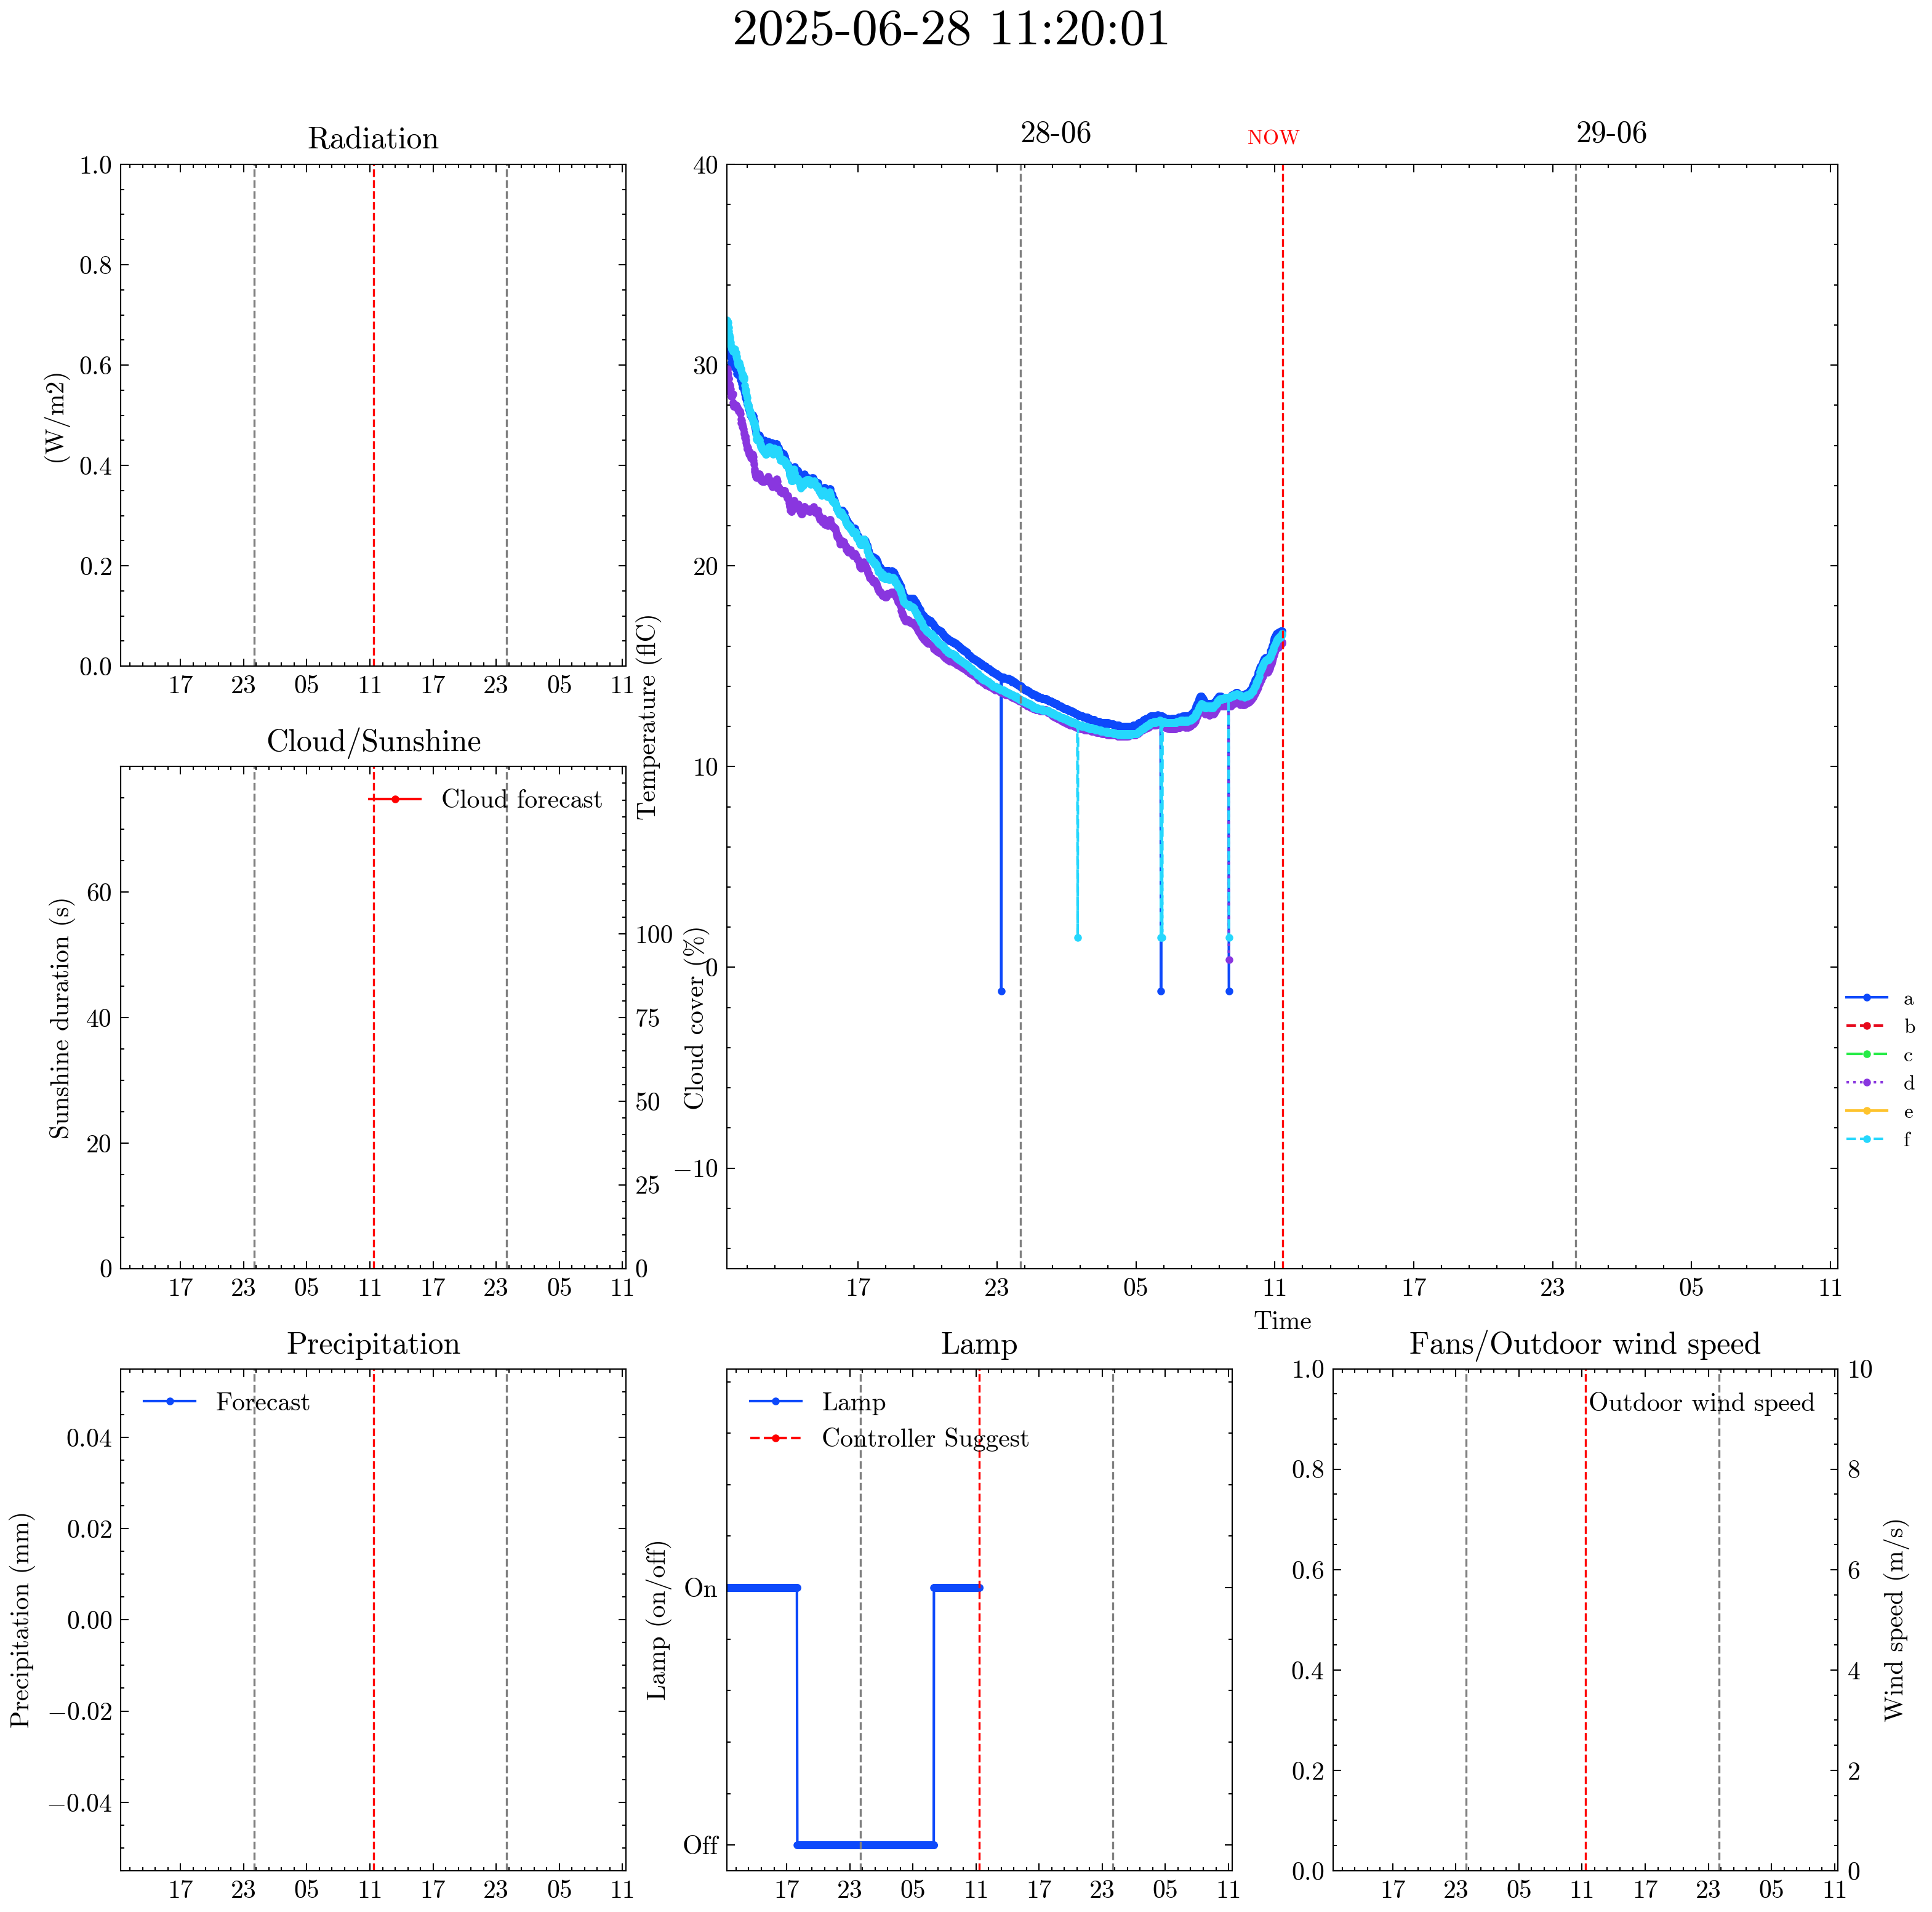 2025-06-28 11:20:01
Radiation
(W/m2)
1.0
0.8
0.6
0.4
0.2
0.0
17 23 05 11 17 23 05 11
28-06
NOW
29-06
Temperature (flC)
40
30
20
10
0
−10
17 23 05 11 17 23 05 11
Time
a
b
c
d
e
f
Cloud/Sunshine
Cloud forecast
Sunshine duration (s)
60
40
20
0
Cloud cover (%)
100
75
50
25
0
17 23 05 11 17 23 05 11
Precipitation
Forecast
Precipitation (mm)
0.04
0.02
0.00
−0.02
−0.04
17 23 05 11 17 23 05 11
Lamp
Lamp
Controller Suggest
Lamp (on/off)
On
Off
17 23 05 11 17 23 05 11
Fans/Outdoor wind speed
Outdoor wind speed
1.0
0.8
0.6
0.4
0.2
0.0
10
8
6
4
2
0
Wind speed (m/s)
17 23 05 11 17 23 05 11